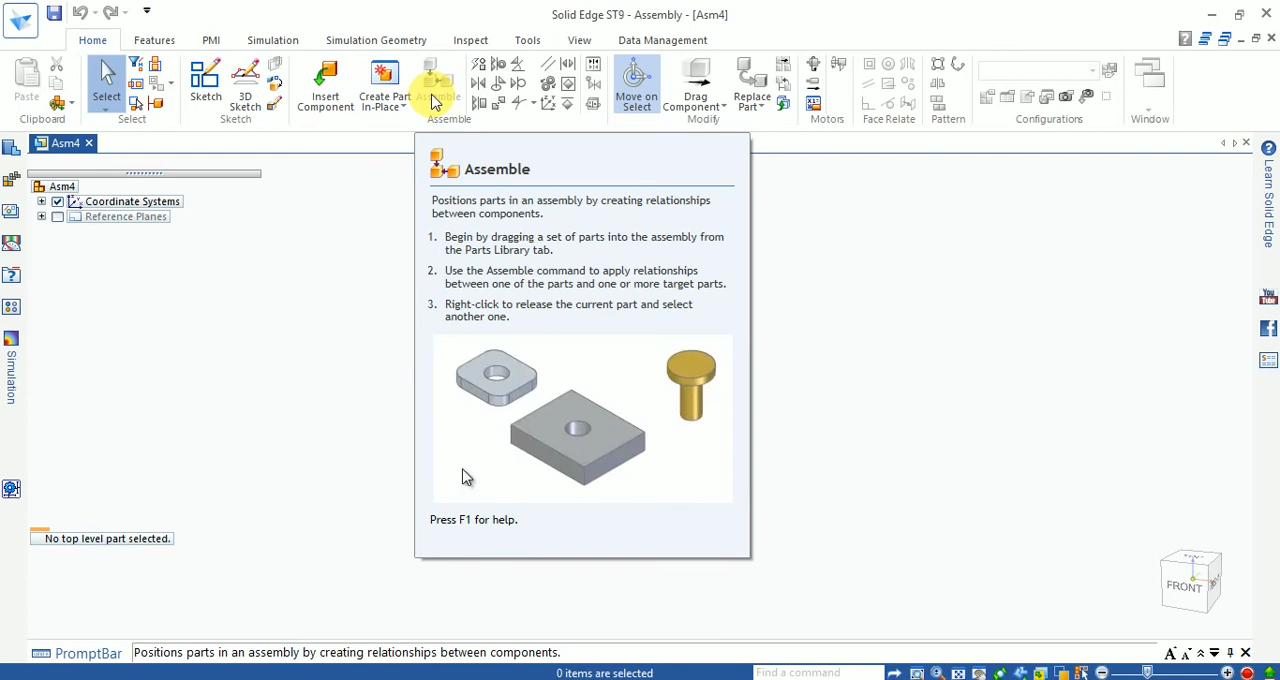 Solid Edge ST9 - Assembly - [Asm4]
Home Features PMI Simulation Simulation Geometry Inspect Tools View Data Management
Paste Select Sketch 3D Sketch Insert Component Create Part In-Place Assemble Move on Select Drag Component Replace Part
Clipboard Select Sketch Assemble Modify Motors Face Relate Pattern Configurations Window
Asm4
Asm4
Coordinate Systems
Reference Planes
Assemble
Positions parts in an assembly by creating relationships
between components.
1. Begin by dragging a set of parts into the assembly from
the Parts Library tab.
2. Use the Assemble command to apply relationships
between one of the parts and one or more target parts.
3. Right-click to release the current part and select
another one.
Press F1 for help.
Simulation
Learn Solid Edge
You Tube
No top level part selected.
FRONT
PromptBar Positions parts in an assembly by creating relationships between components.
0 items are selected Find a command